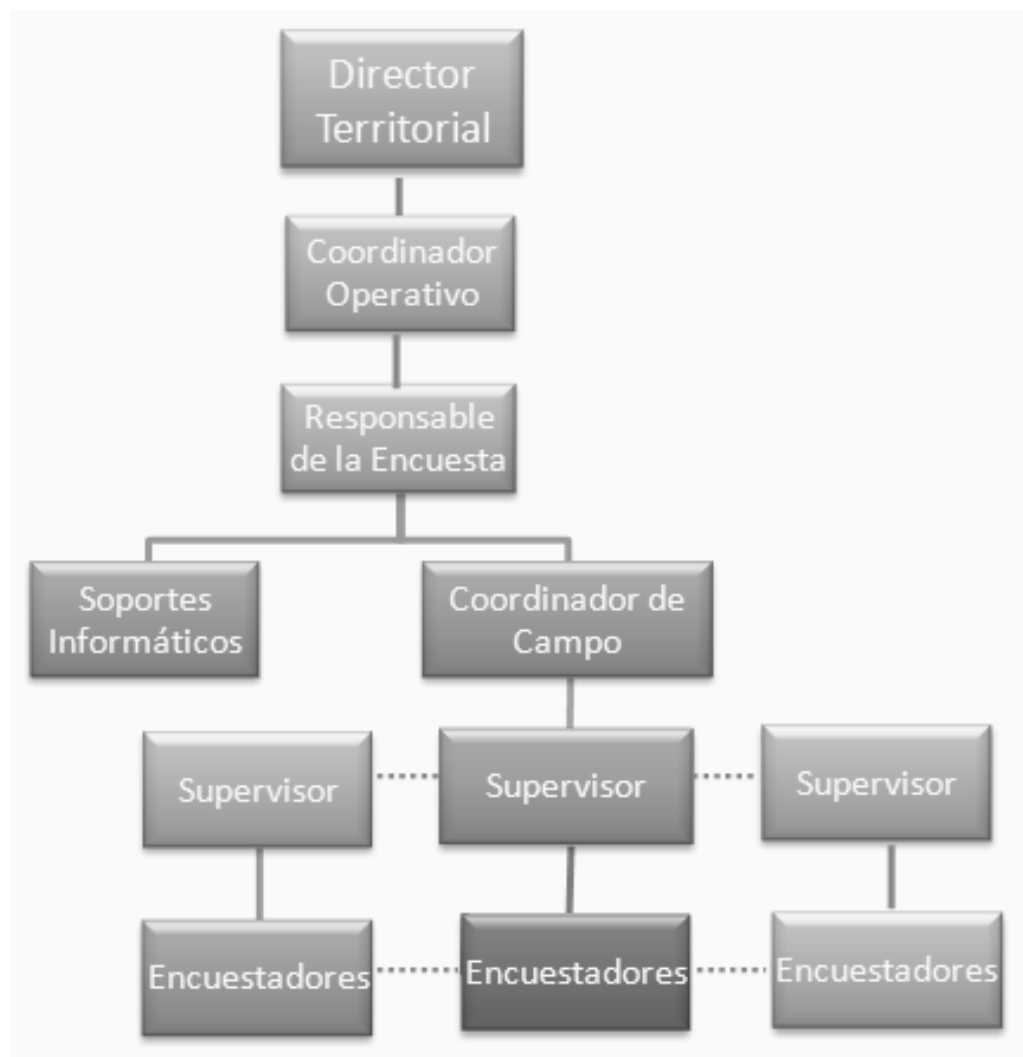 Director
Territorial
Coordinador
Operativo
Responsable
de la Encuesta
Soportes
Informáticos
Coordinador de
Campo
Supervisor
Supervisor
Supervisor
Encuestadores
Encuestadores
Encuestadores